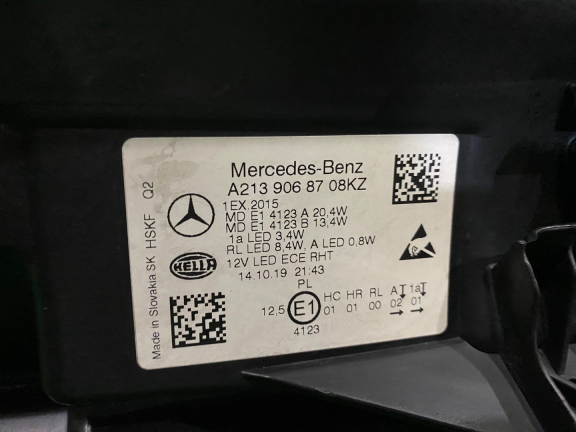 Mercedes-Benz
A213 906 87 08KZ
1EX.2015
MD E1 4123 A 20,4W
MD E1 4123 B 13,4W
1a LED 3,4W
RL LED 8,4W, A LED 0,8W
12V LED ECE RHT
14.10.19 21:43
PL
HC HR RL A 1a
12,5 E1 01 01 00 02 01
4123
HELLA
Made in Slovakia SK HSKF Q2